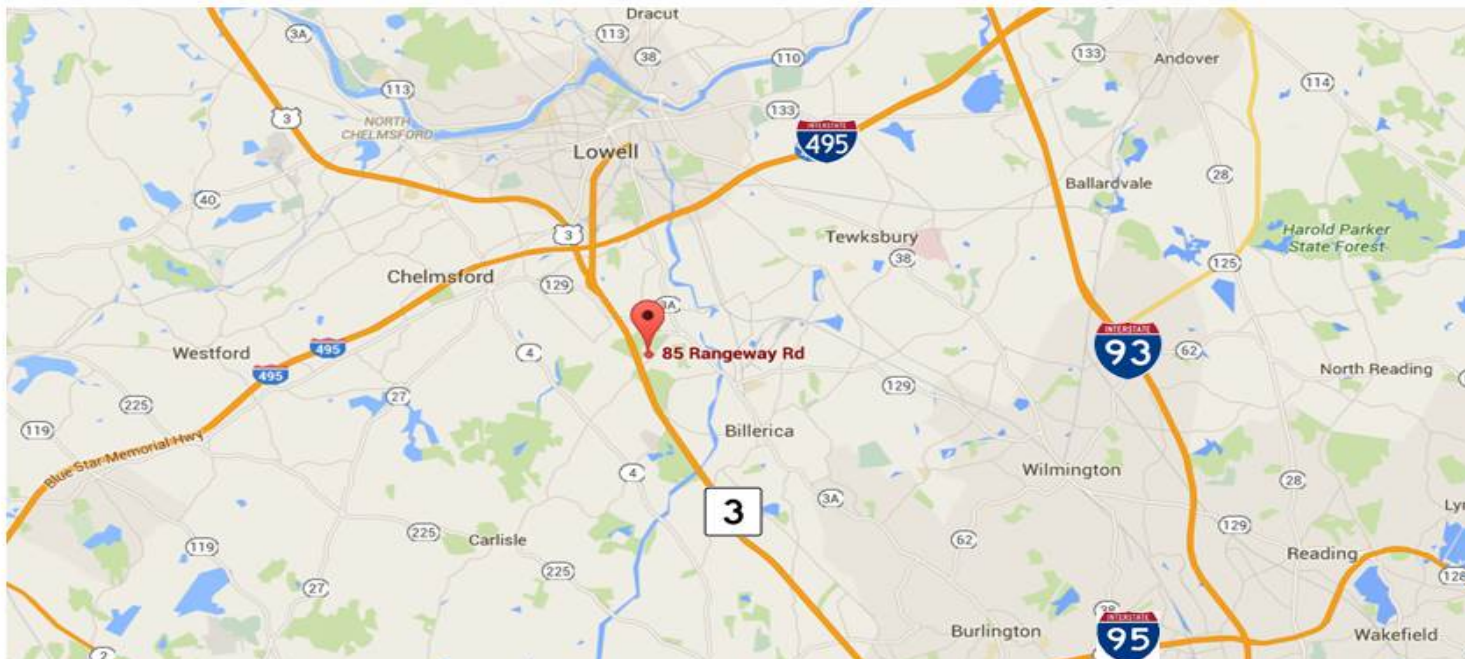 Dracut
3A
113
38
133
Andover
110
113
133
114
3
NORTH
CHELMSFORD
INTERSTATE
495
Lowell
28
Ballardvale
40
3
Tewksbury
38
Harold Parker
State Forest
125
Chelmsford
129
3A
INTERSTATE
93
Westford
495
4
85 Rangeway Rd
62
495
North Reading
129
27
225
119
Billerica
Blue Star Memorial Hwy
4
Wilmington
28
3A
3
Lyn
129
225
Carlisle
62
119
Reading
225
128
27
38
INTERSTATE
95
Burlington
Wakefield
2